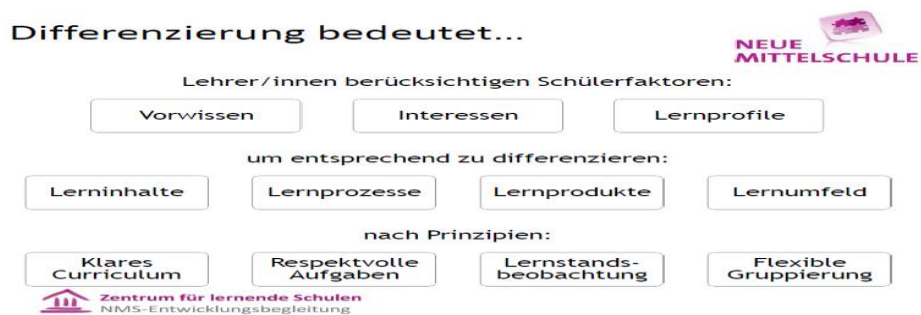 Differenzierung bedeutet...
NEUE
MITTELSCHULE
Lehrer/innen berücksichtigen Schülerfaktoren:
Vorwissen Interessen Lernprofile
um entsprechend zu differenzieren:
Lerninhalte Lernprozesse Lernprodukte Lernumfeld
nach Prinzipien:
Klares Curriculum Respektvolle Aufgaben Lernstands-beobachtung Flexible Gruppierung
Zentrum für lernende Schulen
NMS-Entwicklungsbegleitung